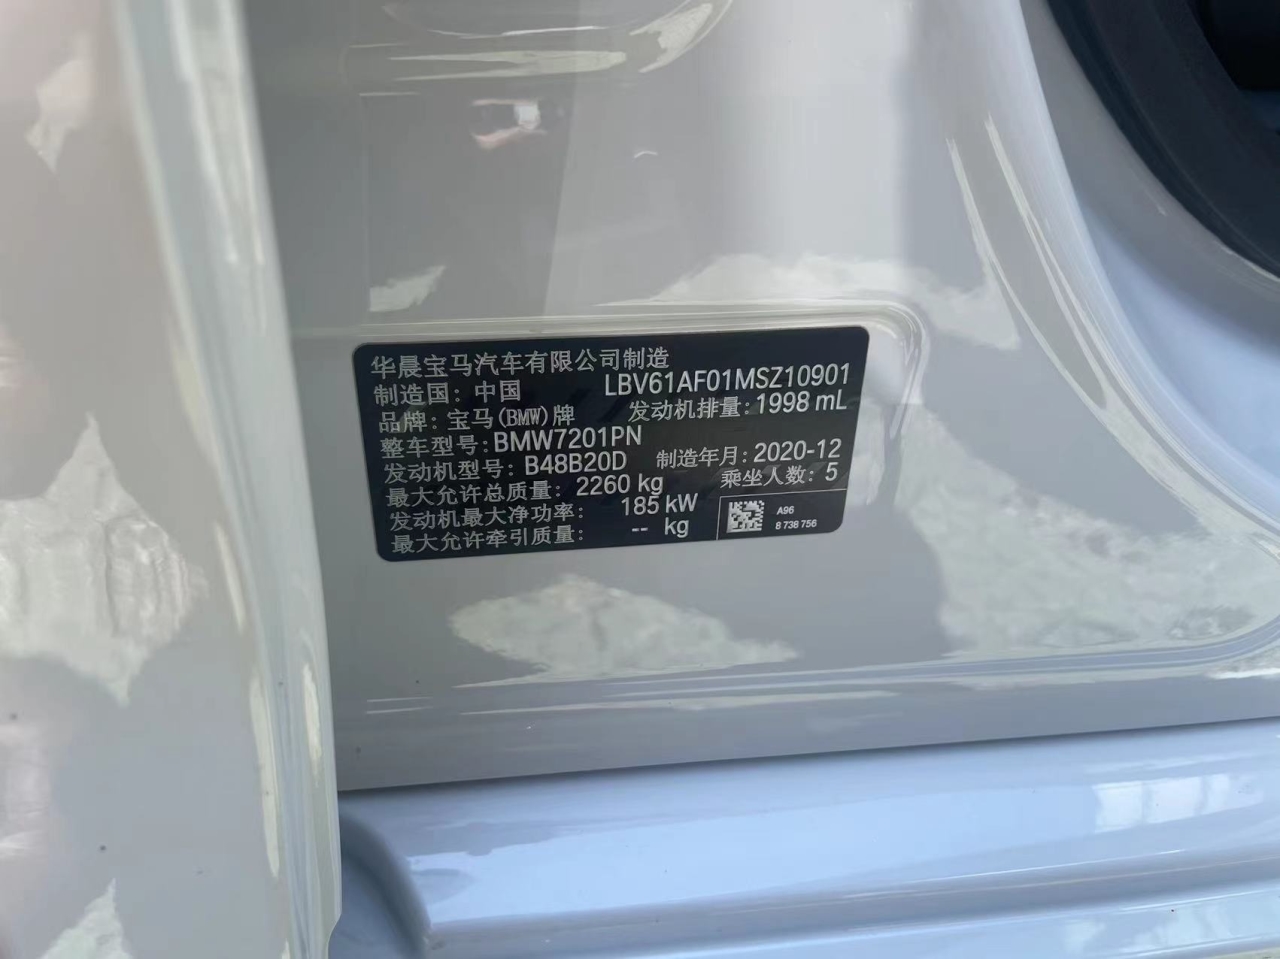 华晨宝马汽车有限公司制造
制造国：中国 LBV61AF01MSZ10901
品牌：宝马(BMW)牌 发动机排量：1998 mL
整车型号：BMW7201PN
发动机型号：B48B20D 制造年月：2020-12
最大允许总质量：2260 kg 乘坐人数：5
发动机最大净功率：185 kW
最大允许牵引质量：-- kg
A96
8 738 756